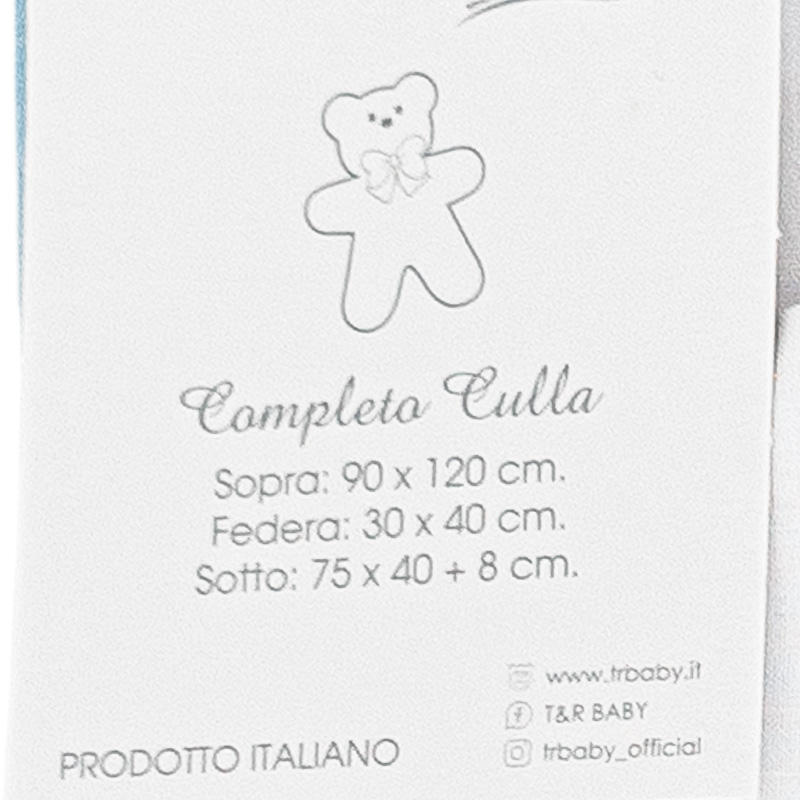 Completo Culla
Sopra: 90 x 120 cm.
Federa: 30 x 40 cm.
Sotto: 75 x 40 + 8 cm.
www.trbaby.it
T&R BABY
trbaby_official
PRODOTTO ITALIANO